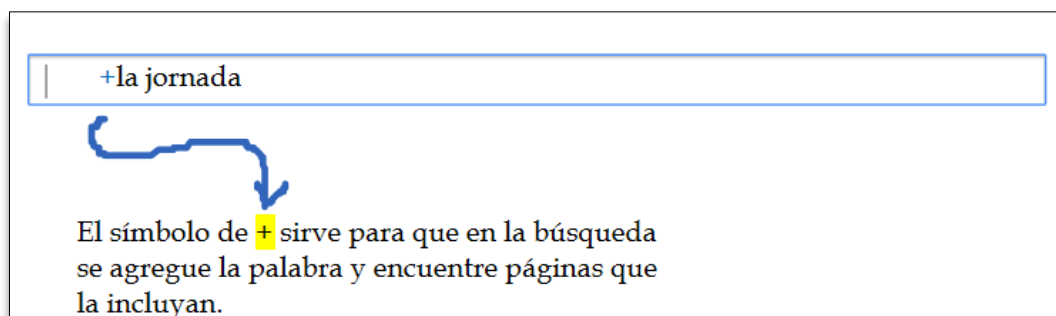 +la jornada
El símbolo de + sirve para que en la búsqueda
se agregue la palabra y encuentre páginas que
la incluyan.